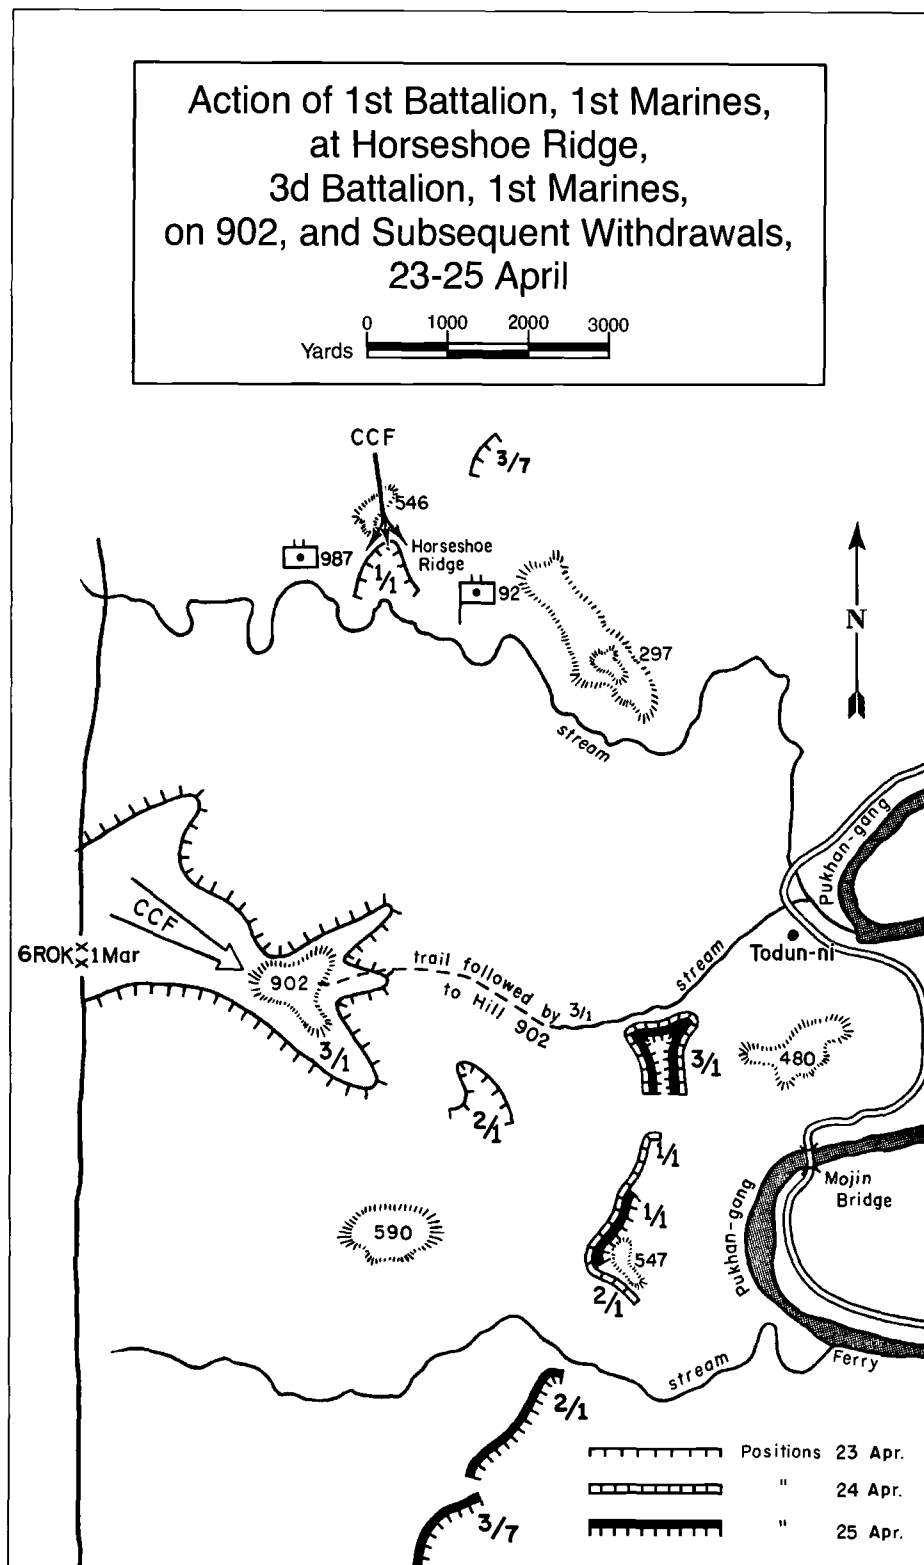 Action of 1st Battalion, 1st Marines,
at Horseshoe Ridge,
3d Battalion, 1st Marines,
on 902, and Subsequent Withdrawals,
23-25 April
0 1000 2000 3000
Yards
CCF
3/7
546
987
Horseshoe
Ridge
1/1
92
N
297
stream
Pukhan-gang
CCF
6ROK XX 1 Mar
902
trail followed by 3/1
to Hill 902
stream
Todun-ni
3/1
3/1
480
2/1
1/1
Mojin
Bridge
1/1
590
547
Pukhan-gang
2/1
stream
Ferry
2/1
Positions 23 Apr.
" 24 Apr.
" 25 Apr.
3/7